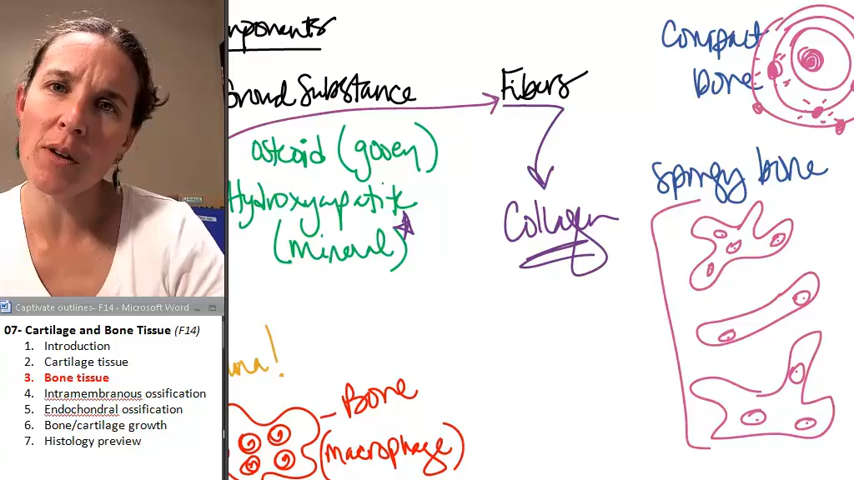 mponents
Ground Substance
Fibers
osteoid (gooey)
Hydroxyapatite
(mineral)
Collagen
Compact
bone
spongy bone
Bone
(macrophage)
Captivate outlines- F14 - Microsoft Word
07- Cartilage and Bone Tissue (F14)
1. Introduction
2. Cartilage tissue
3. Bone tissue
4. Intramembranous ossification
5. Endochondral ossification
6. Bone/cartilage growth
7. Histology preview